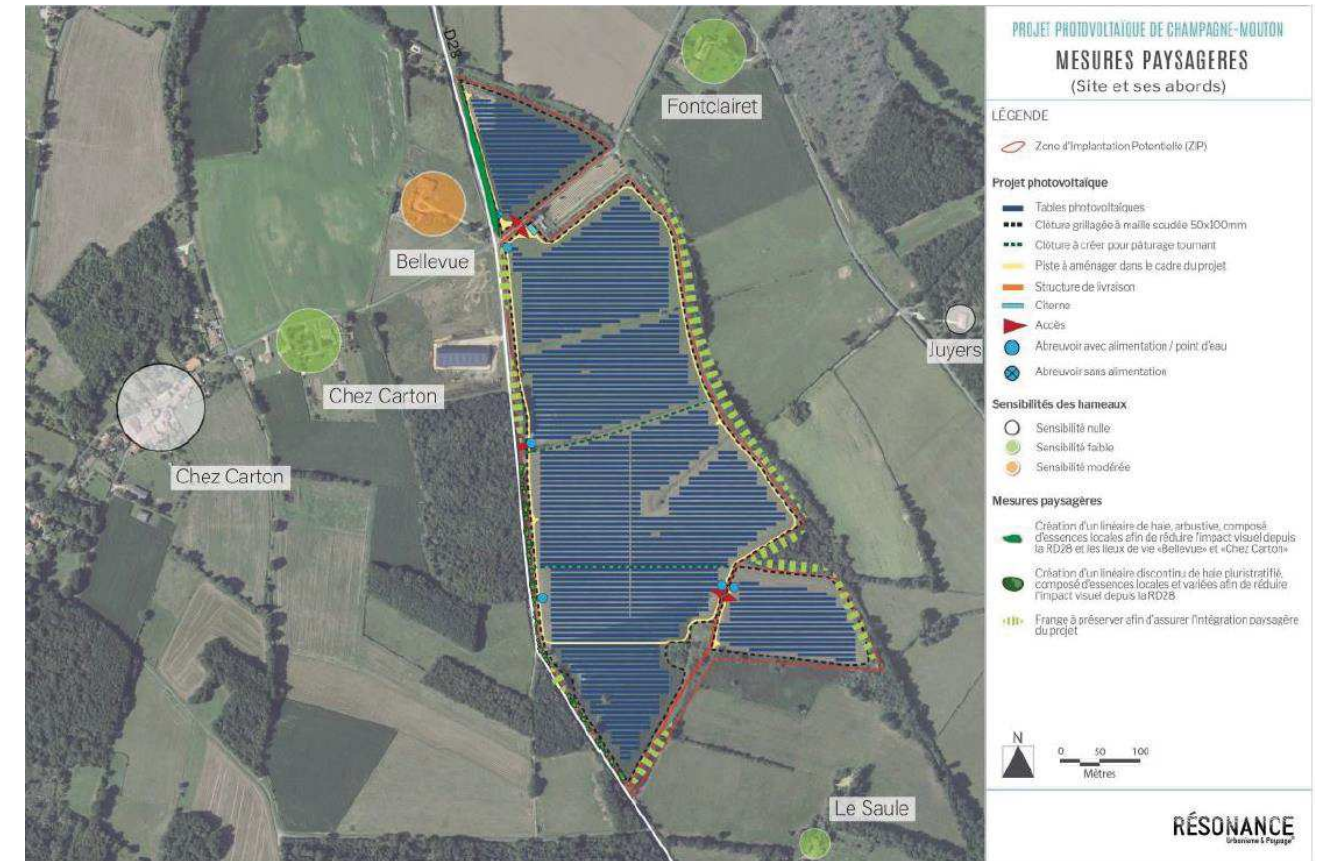 D28
Fontclairet
Bellevue
Juyers
Chez Carton
Chez Carton
Le Saule
PROJET PHOTOVOLTAÏQUE DE CHAMPAGNE-MOUTON
MESURES PAYSAGERES
(Site et ses abords)
LÉGENDE
Zone d'Implantation Potentielle (ZIP)
Projet photovoltaïque
Tables photovoltaïques
Clôture grillagée à maille soudée 50x100mm
Clôture à créer pour pâturage tournant
Piste à aménager dans le cadre du projet
Structure de livraison
Citerne
Accès
Abreuvoir avec alimentation / point d'eau
Abreuvoir sans alimentation
Sensibilités des hameaux
Sensibilité nulle
Sensibilité faible
Sensibilité modérée
Mesures paysagères
Création d'un linéaire de haie, arbustive, composé
d'essences locales afin de réduire l'impact visuel depuis
la RD28 et les lieux de vie «Bellevue» et «Chez Carton»
Création d'un linéaire discontinu de haie pluristratifié,
composé d'essences locales et variées afin de réduire
l'impact visuel depuis la RD28
Frange à préserver afin d'assurer l'intégration paysagère
du projet
N
0 50 100
Mètres
RÉSONANCE
Urbanisme & Paysage